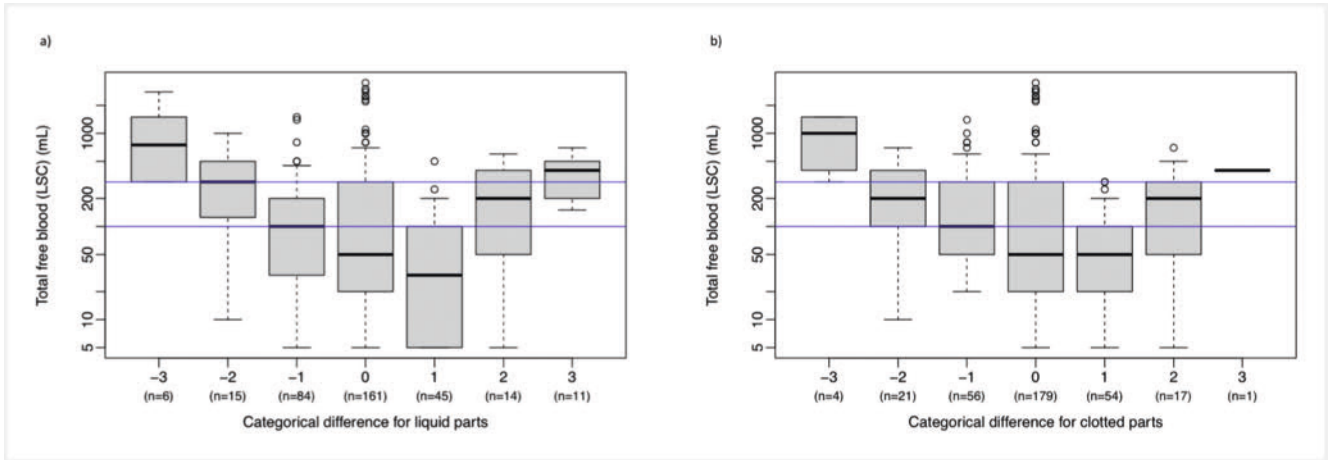 a)
Total free blood (LSC) (mL)
1000
200
50
10
5
-3 -2 -1 0 1 2 3
(n=6) (n=15) (n=84) (n=161) (n=45) (n=14) (n=11)
Categorical difference for liquid parts
b)
Total free blood (LSC) (mL)
1000
200
50
10
5
-3 -2 -1 0 1 2 3
(n=4) (n=21) (n=56) (n=179) (n=54) (n=17) (n=1)
Categorical difference for clotted parts